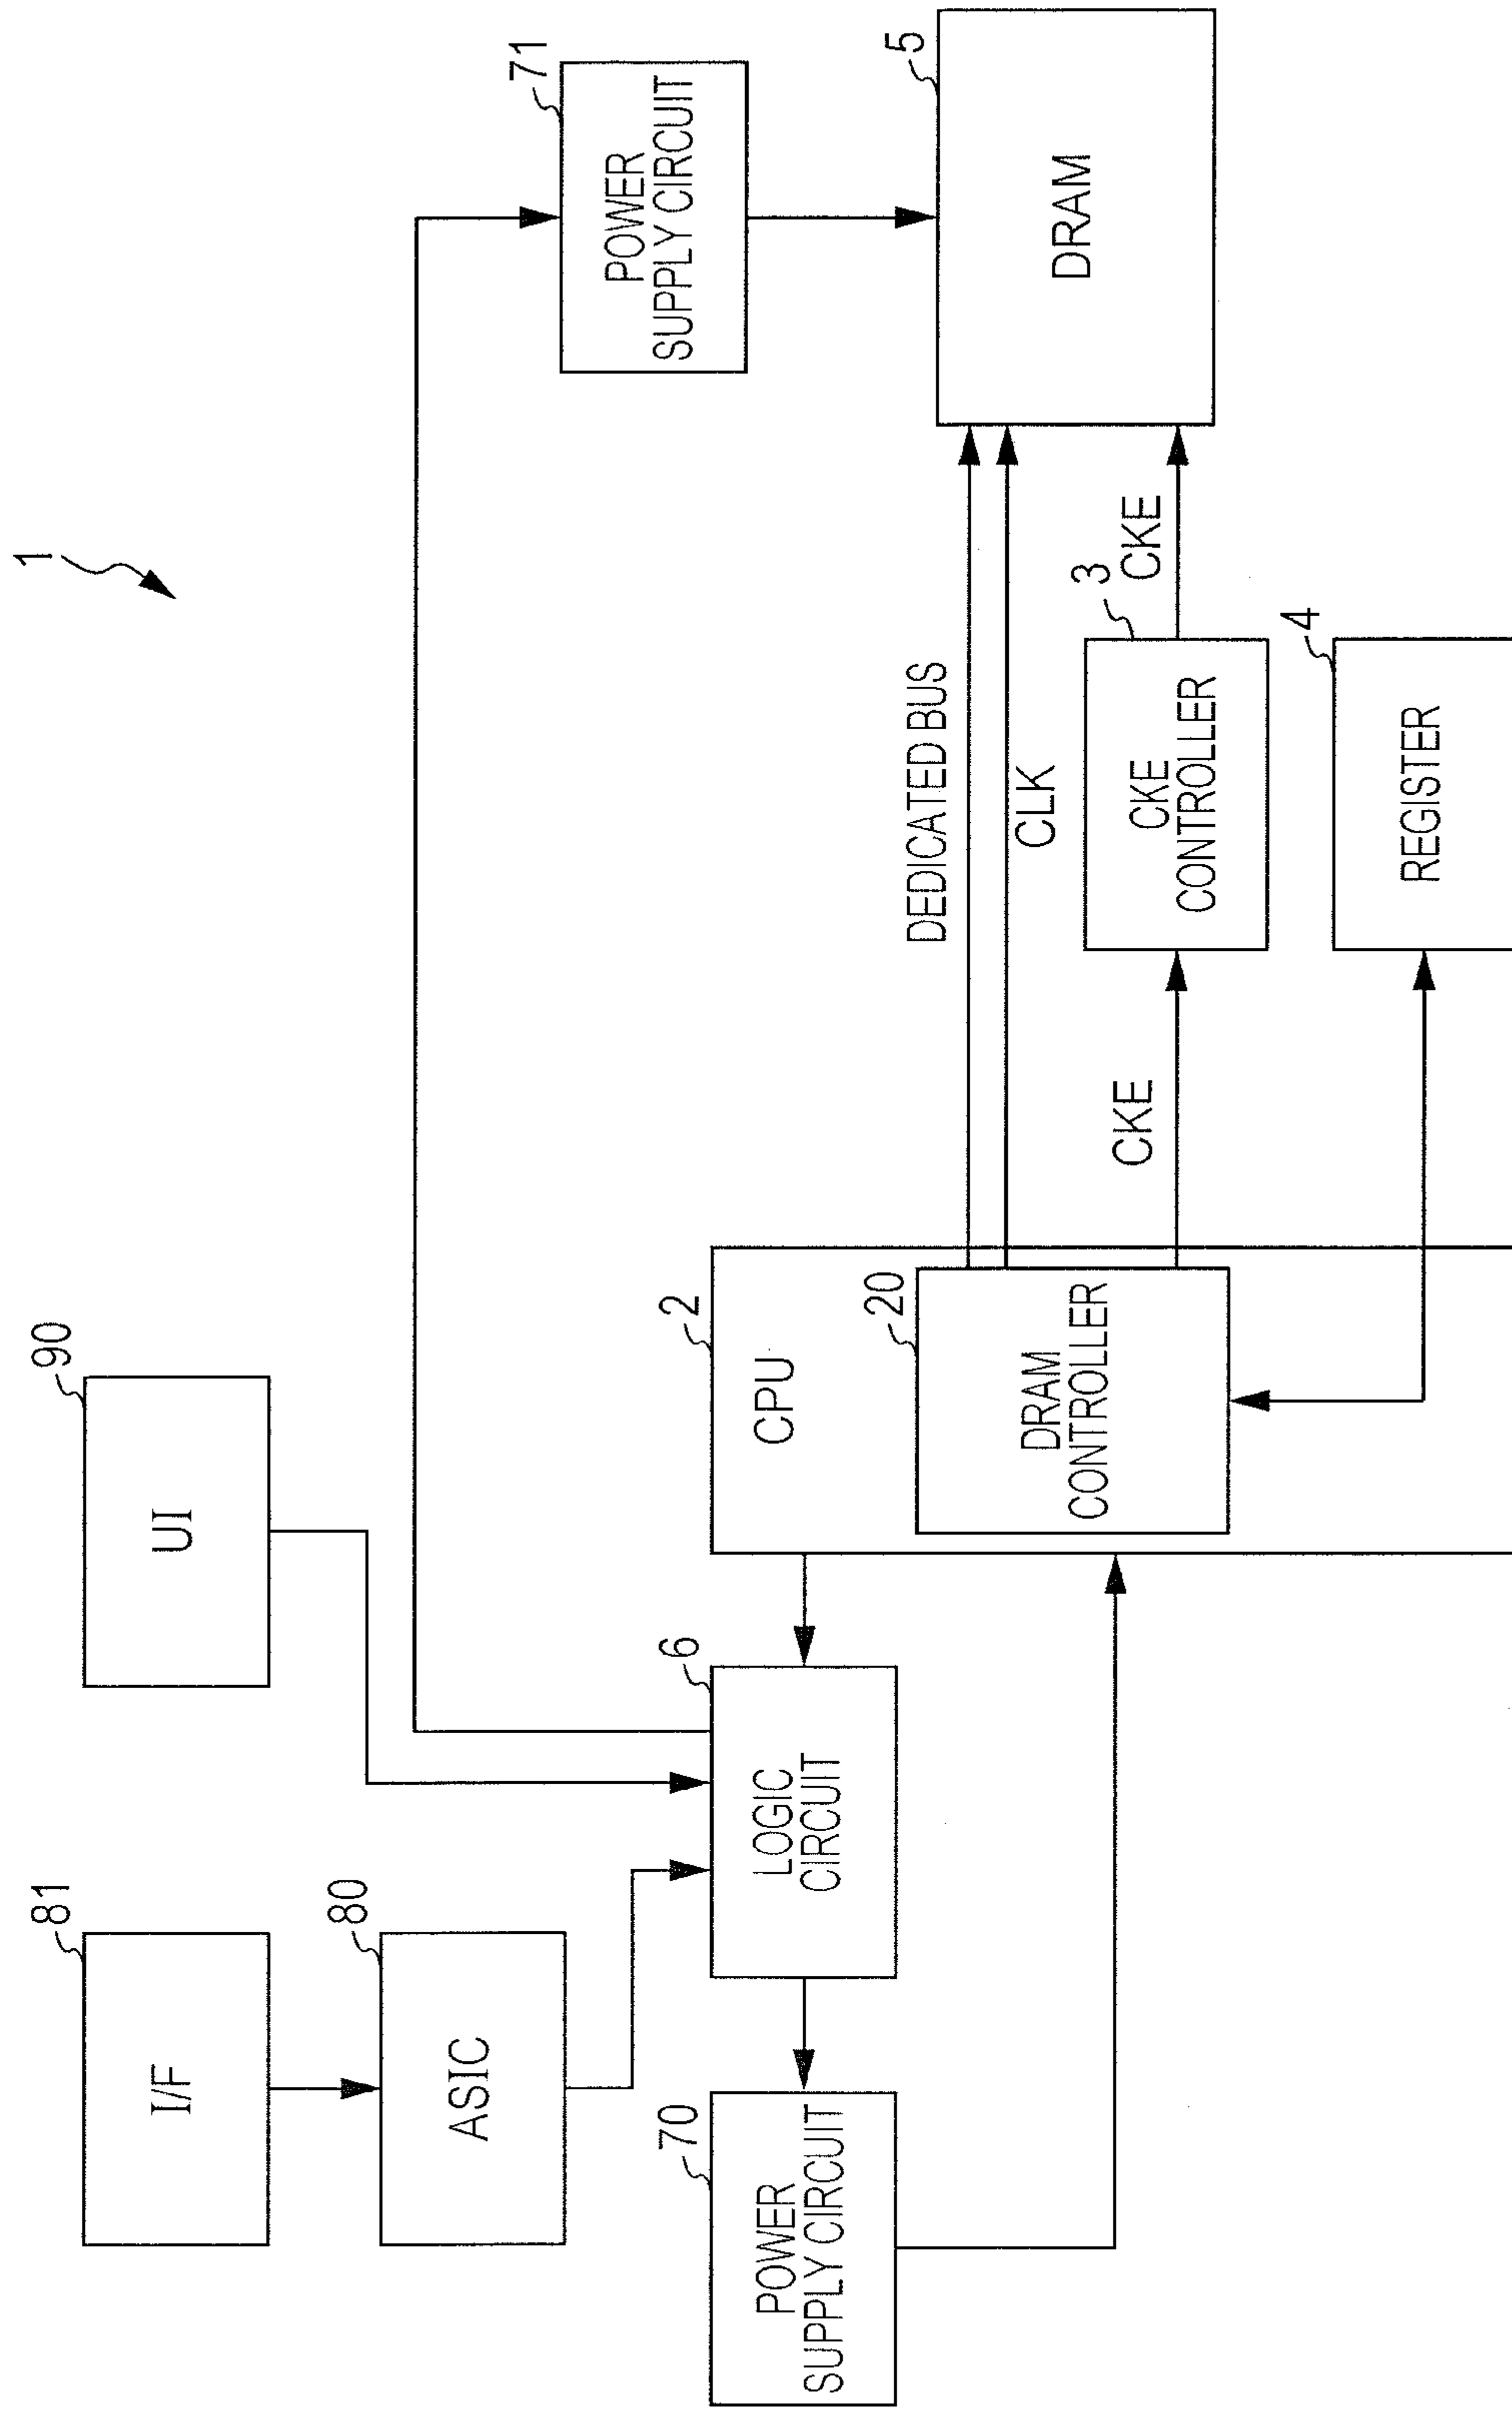 1
81
I/F
90
UI
80
ASIC
71
POWER
SUPPLY CIRCUIT
70
POWER
SUPPLY CIRCUIT
6
LOGIC
CIRCUIT
2
CPU
20
DRAM
CONTROLLER
DEDICATED BUS
CLK
CKE
3
CKE
CONTROLLER
CKE
5
DRAM
4
REGISTER